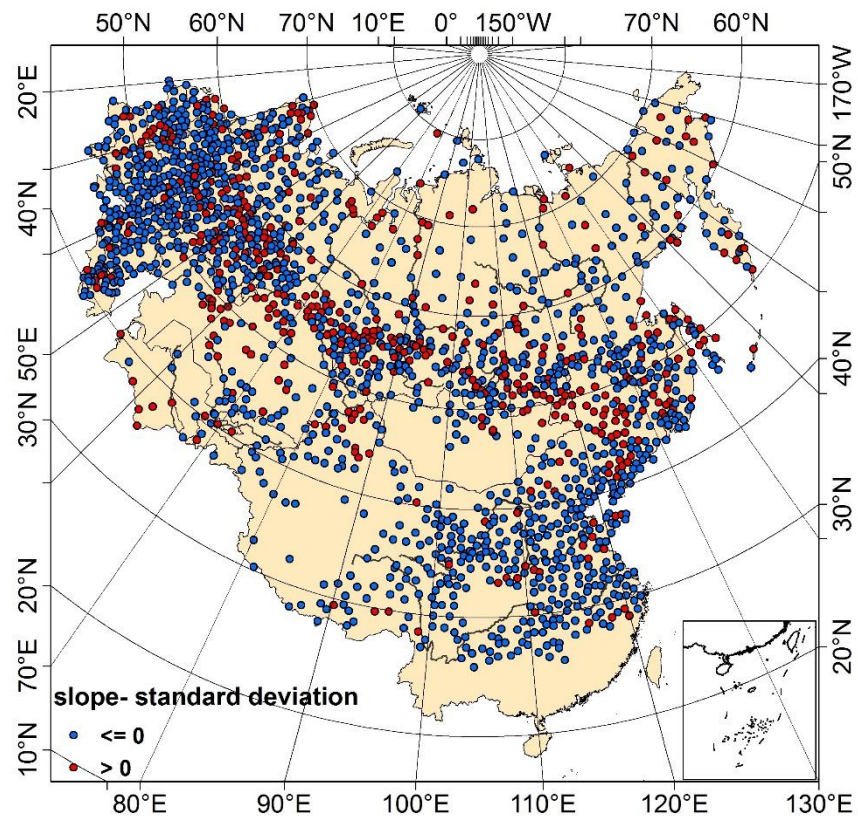 50°N 60°N 70°N 10°E 0° 150°W 70°N 60°N
20°E
40°N
50°E
30°N
20°N
70°E
10°N
170°W
50°N
40°N
30°N
20°N
slope- standard deviation
<= 0
> 0
80°E 90°E 100°E 110°E 120°E 130°E